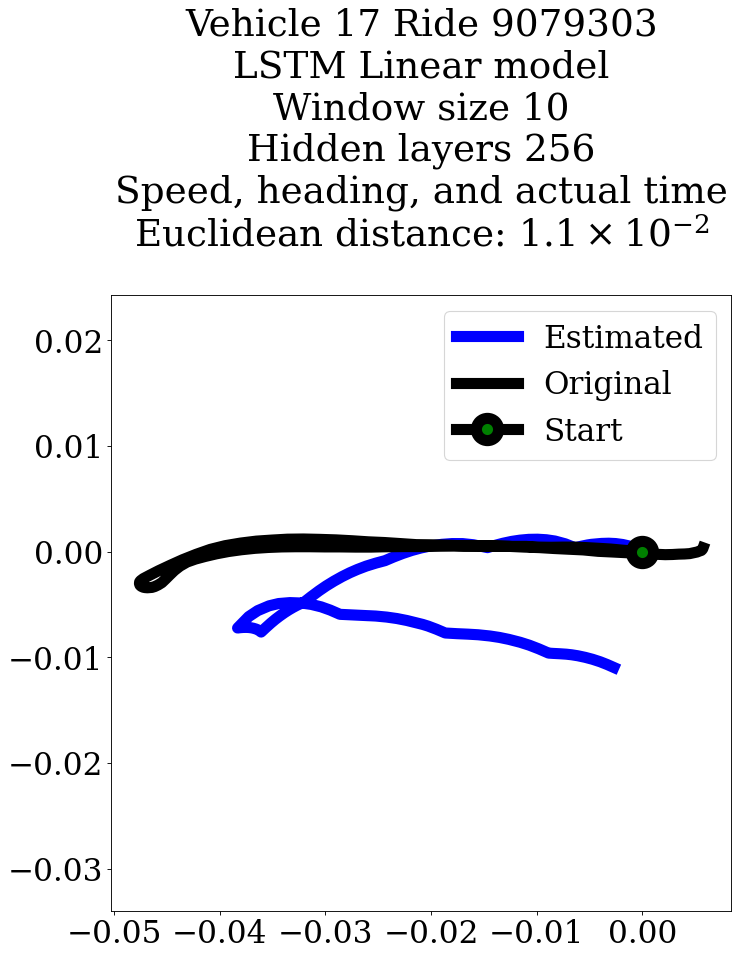 Vehicle 17 Ride 9079303
LSTM Linear model
Window size 10
Hidden layers 256
Speed, heading, and actual time
Euclidean distance: 1.1 × 10⁻²
Estimated
Original
Start
0.02
0.01
0.00
−0.01
−0.02
−0.03
−0.05 −0.04 −0.03 −0.02 −0.01 0.00